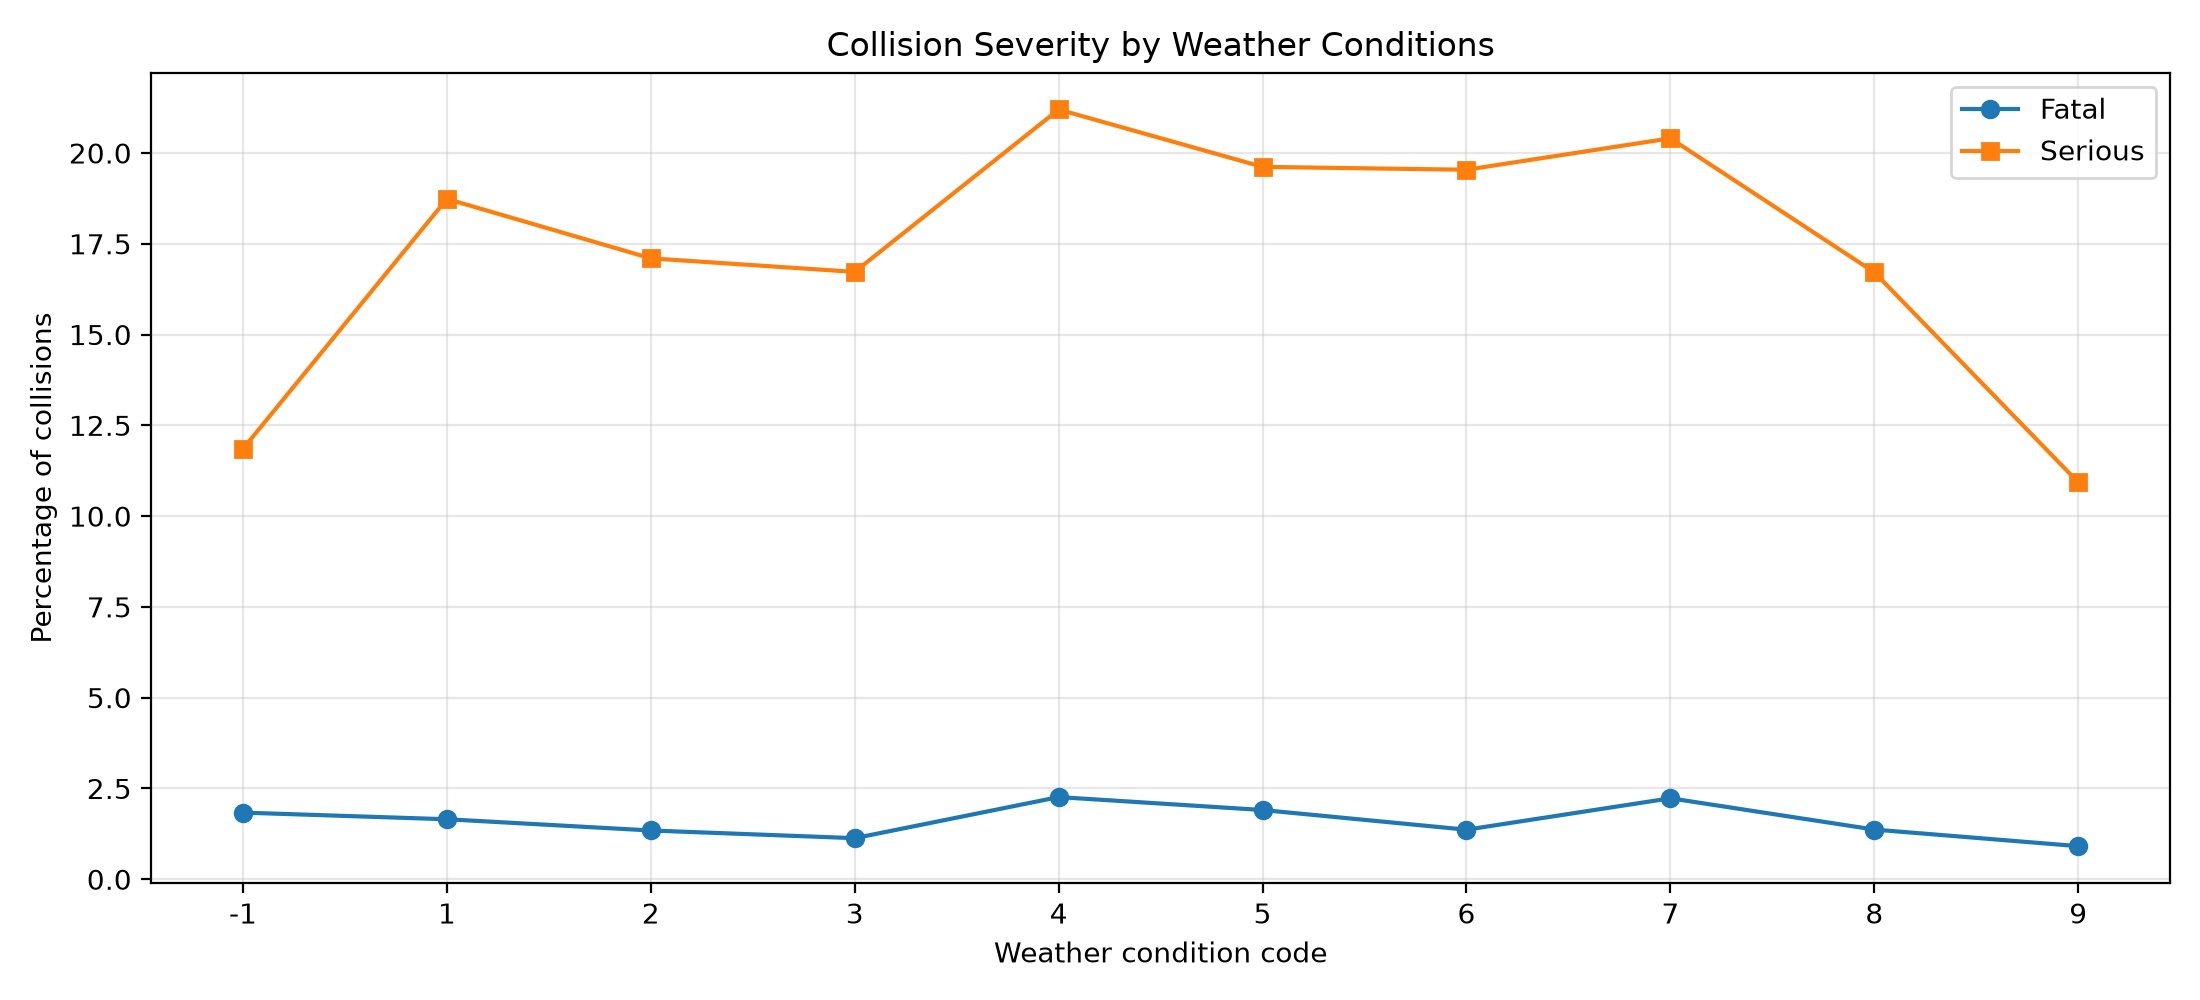 Collision Severity by Weather Conditions
Fatal
Serious
Percentage of collisions
20.0
17.5
15.0
12.5
10.0
7.5
5.0
2.5
0.0
-1 1 2 3 4 5 6 7 8 9
Weather condition code